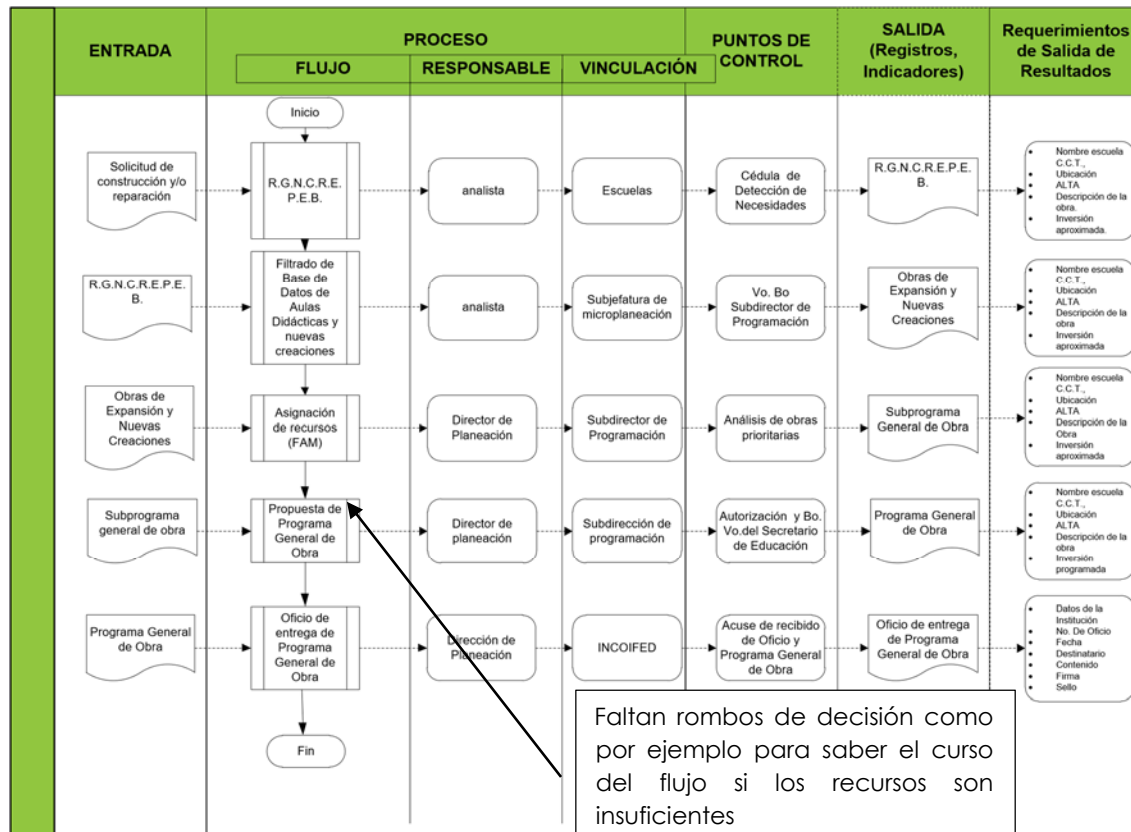 ENTRADA
PROCESO
FLUJO
RESPONSABLE
VINCULACIÓN
PUNTOS DE
CONTROL
SALIDA
(Registros,
Indicadores)
Requerimientos
de Salida de
Resultados
Inicio
Solicitud de
construcción y/o
reparación
R.G.N.C.R.E.
P.E.B.
analista
Escuelas
Cédula de
Detección de
Necesidades
R.G.N.C.R.E.P.E.
B.
• Nombre escuela
C.C.T.,
• Ubicación
• ALTA
• Descripción de la
obra.
• Inversión
aproximada.
R.G.N.C.R.E.P.E.
B.
Filtrado de
Base de
Datos de
Aulas
Didácticas y
nuevas
creaciones
analista
Subjefatura de
microplaneación
Vo. Bo
Subdirector de
Programación
Obras de
Expansión y
Nuevas
Creaciones
• Nombre escuela
C.C.T.,
• Ubicación
• ALTA
• Descripción de la
obra
• Inversión
aproximada
Obras de
Expansión y
Nuevas
Creaciones
Asignación
de recursos
(FAM)
Director de
Planeación
Subdirector de
Programación
Análisis de obras
prioritarias
Subprograma
General de Obra
• Nombre escuela
C.C.T.,
• Ubicación
• ALTA
• Descripción de la
Obra
• Inversión
aproximada
Subprograma
general de obra
Propuesta de
Programa
General de
Obra
Director de
planeación
Subdirección de
programación
Autorización y Bo.
Vo.del Secretario
de Educación
Programa General
de Obra
• Nombre escuela
C.C.T.,
• Ubicación
• ALTA
• Descripción de la
obra
• Inversión
programada
Programa General
de Obra
Oficio de
entrega de
Programa
General de
Obra
Dirección de
Planeación
INCOIFED
Acuse de recibido
de Oficio y
Programa General
de Obra
Oficio de entrega
de Programa
General de Obra
• Datos de la
Institución
• No. De Oficio
• Fecha
• Destinatario
• Contenido
• Firma
• Sello
Fin
Faltan rombos de decisión como
por ejemplo para saber el curso
del flujo si los recursos son
insuficientes